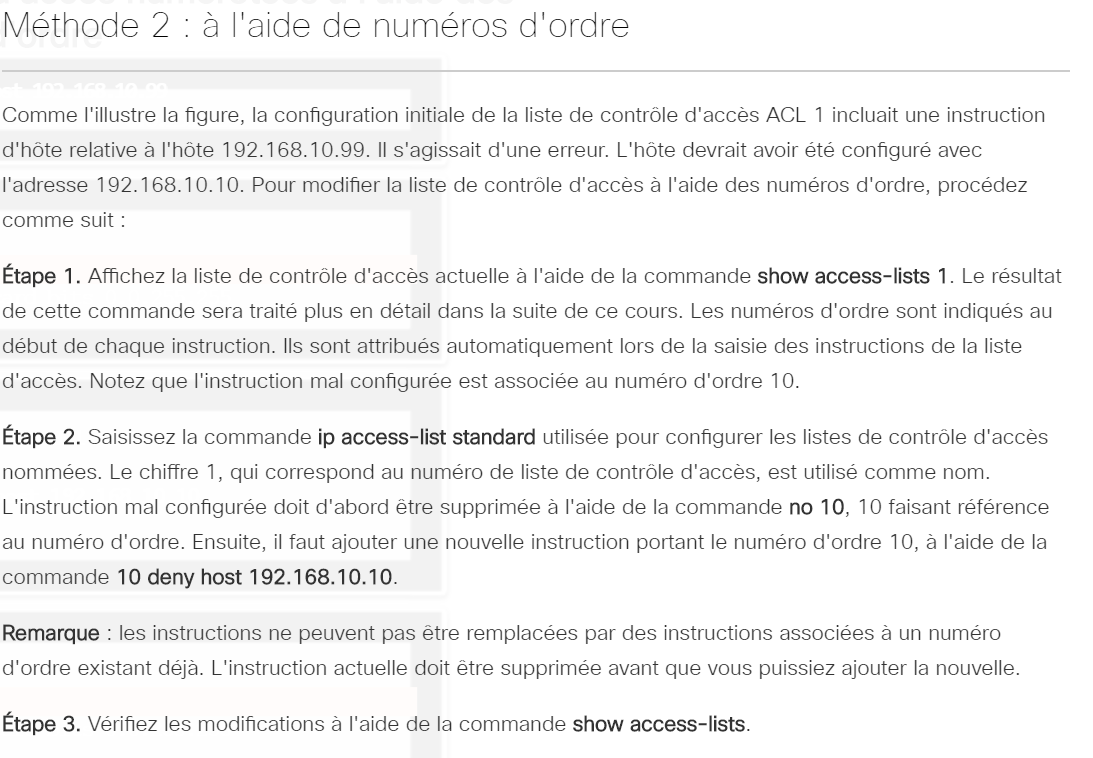 Méthode 2 : à l'aide de numéros d'ordre
Comme l'illustre la figure, la configuration initiale de la liste de contrôle d'accès ACL 1 incluait une instruction
d'hôte relative à l'hôte 192.168.10.99. Il s'agissait d'une erreur. L'hôte devrait avoir été configuré avec
l'adresse 192.168.10.10. Pour modifier la liste de contrôle d'accès à l'aide des numéros d'ordre, procédez
comme suit :
Étape 1. Affichez la liste de contrôle d'accès actuelle à l'aide de la commande show access-lists 1. Le résultat
de cette commande sera traité plus en détail dans la suite de ce cours. Les numéros d'ordre sont indiqués au
début de chaque instruction. Ils sont attribués automatiquement lors de la saisie des instructions de la liste
d'accès. Notez que l'instruction mal configurée est associée au numéro d'ordre 10.
Étape 2. Saisissez la commande ip access-list standard utilisée pour configurer les listes de contrôle d'accès
nommées. Le chiffre 1, qui correspond au numéro de liste de contrôle d'accès, est utilisé comme nom.
L'instruction mal configurée doit d'abord être supprimée à l'aide de la commande no 10, 10 faisant référence
au numéro d'ordre. Ensuite, il faut ajouter une nouvelle instruction portant le numéro d'ordre 10, à l'aide de la
commande 10 deny host 192.168.10.10.
Remarque : les instructions ne peuvent pas être remplacées par des instructions associées à un numéro
d'ordre existant déjà. L'instruction actuelle doit être supprimée avant que vous puissiez ajouter la nouvelle.
Étape 3. Vérifiez les modifications à l'aide de la commande show access-lists.